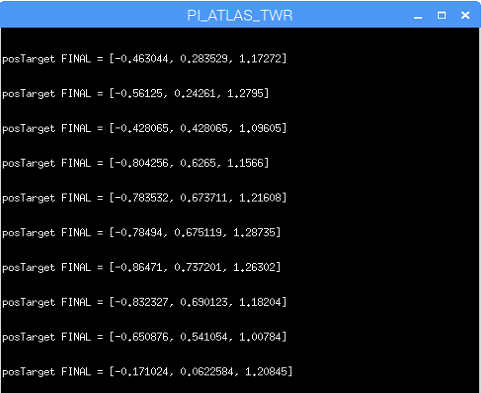 PI_ATLAS_TWR
posTarget FINAL = [-0.463044, 0.283529, 1.17272]
posTarget FINAL = [-0.56125, 0.24261, 1.2795]
posTarget FINAL = [-0.428065, 0.428065, 1.09605]
posTarget FINAL = [-0.804256, 0.6265, 1.1566]
posTarget FINAL = [-0.783532, 0.673711, 1.21608]
posTarget FINAL = [-0.78494, 0.675119, 1.28735]
posTarget FINAL = [-0.86471, 0.737201, 1.26302]
posTarget FINAL = [-0.832327, 0.690123, 1.18204]
posTarget FINAL = [-0.650876, 0.541054, 1.00784]
posTarget FINAL = [-0.171024, 0.0622584, 1.20845]